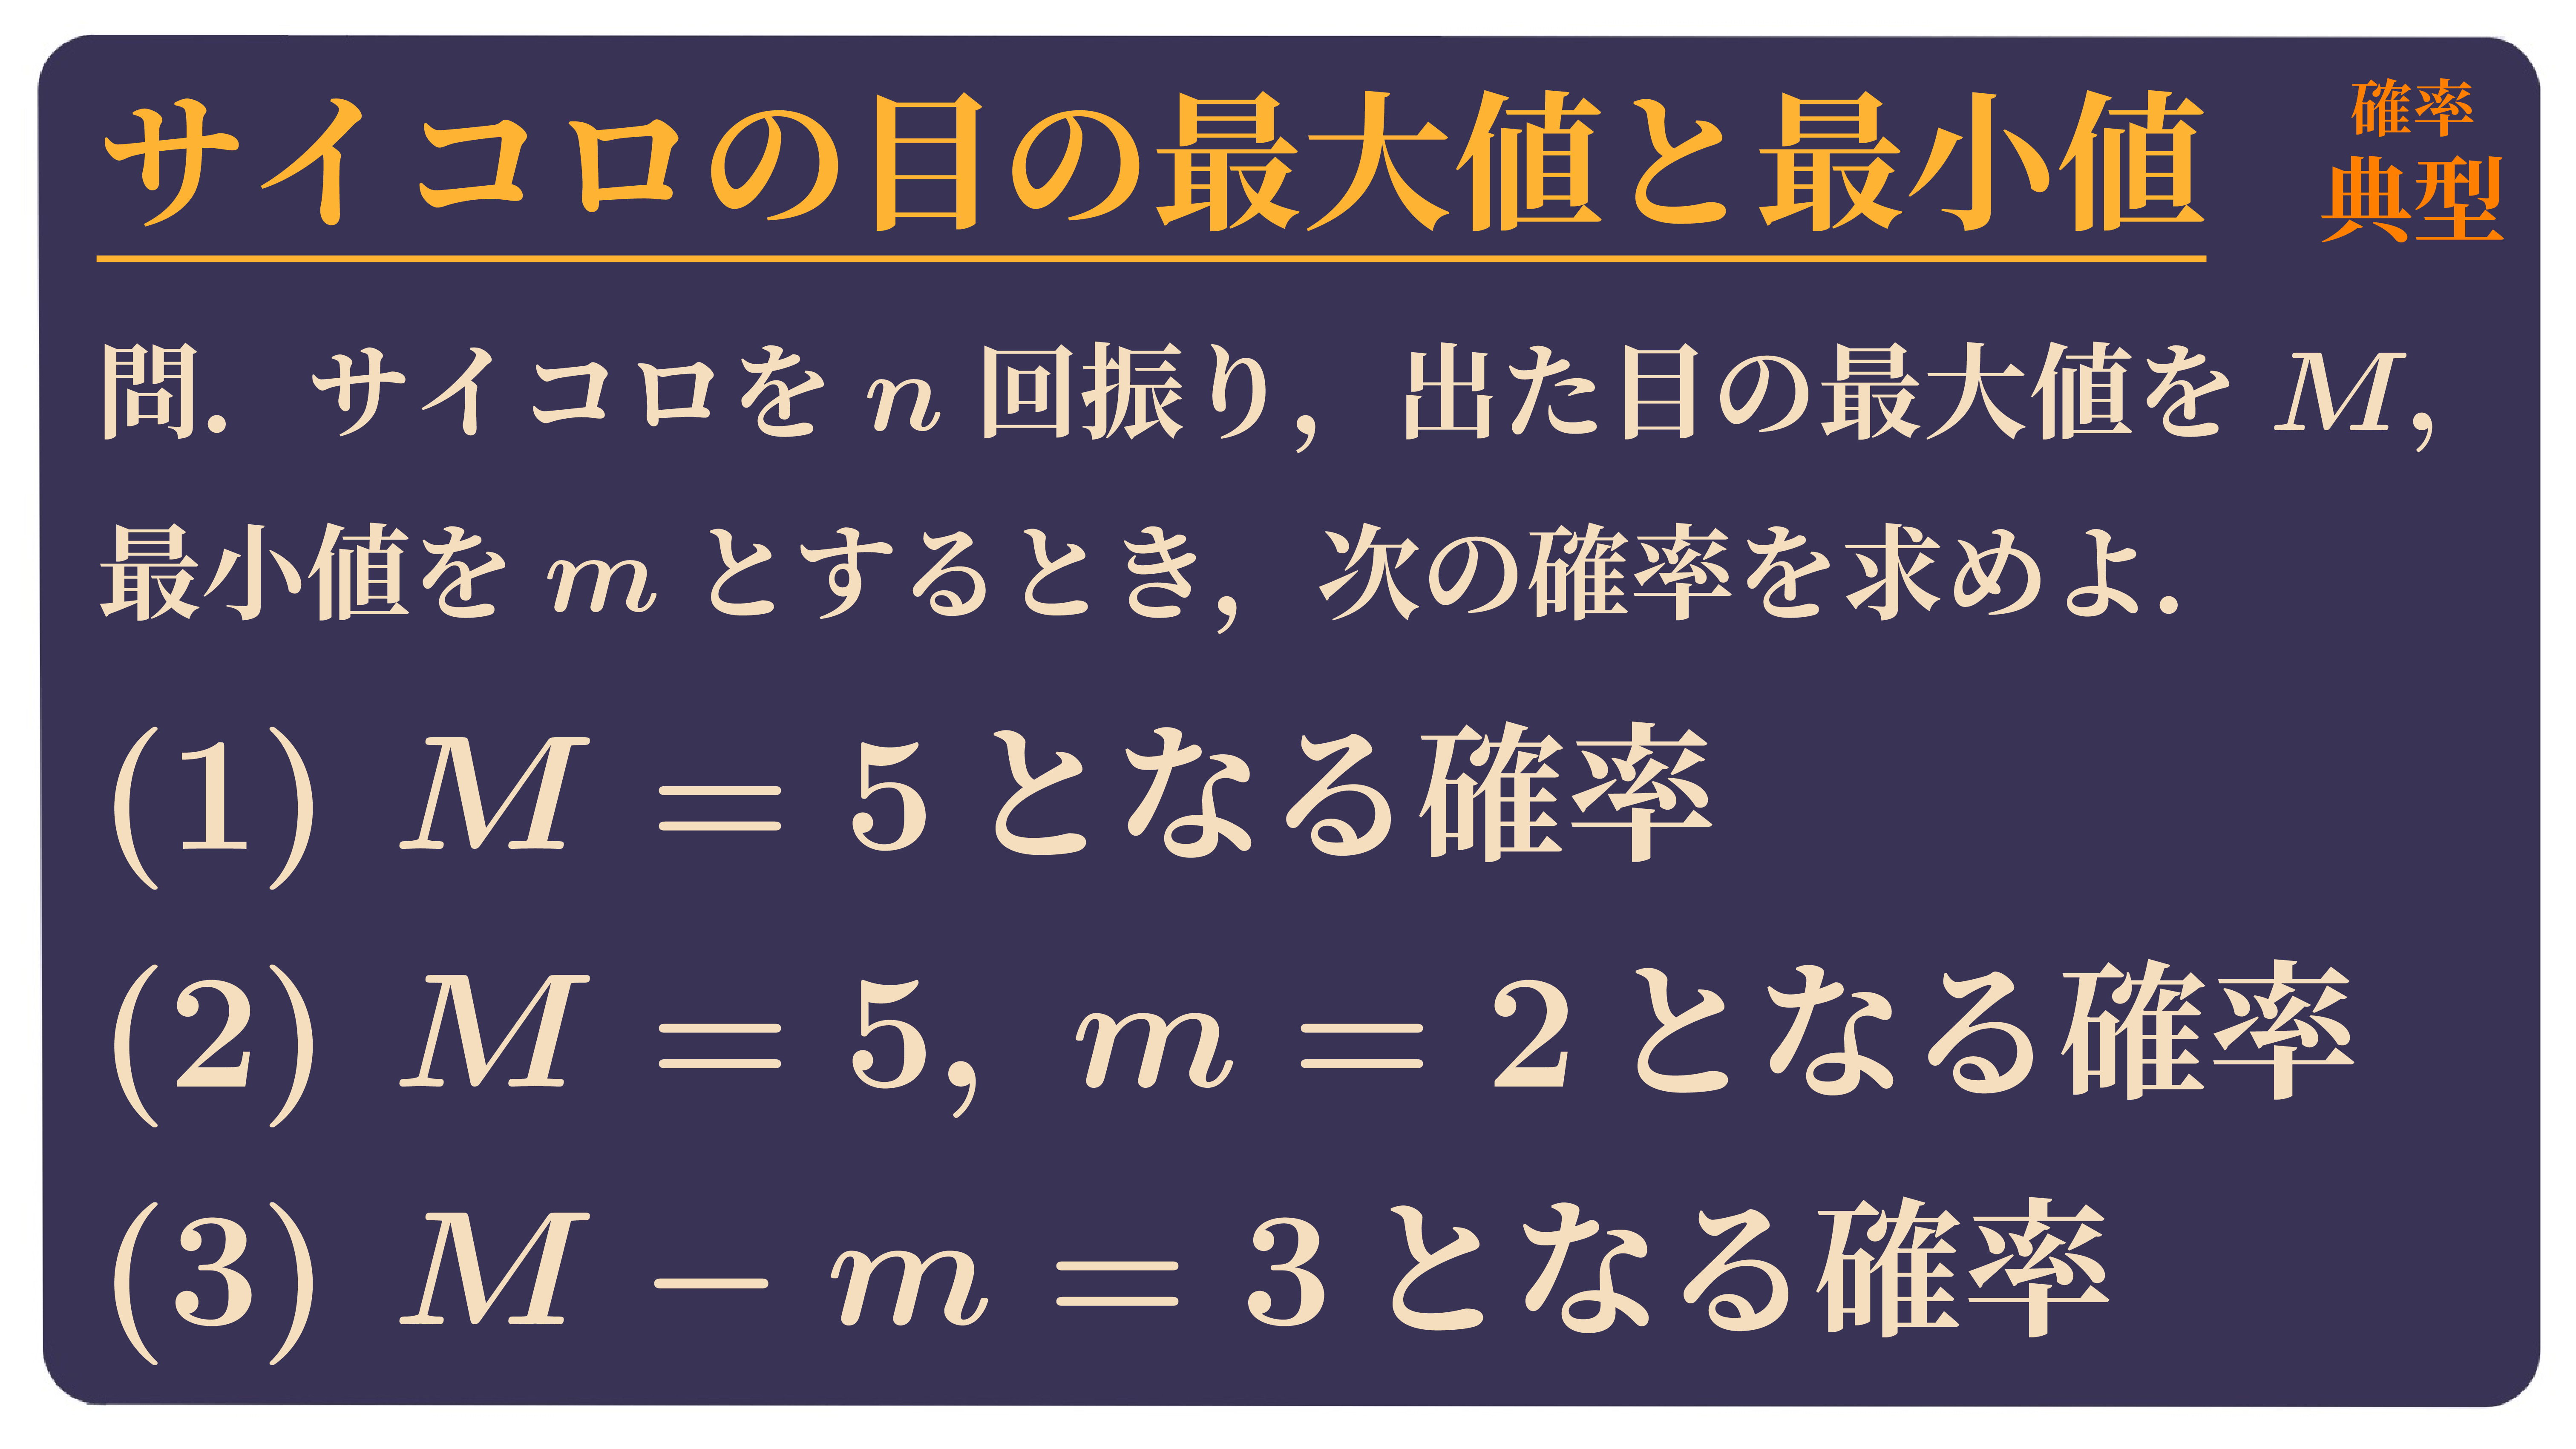 サイコロの目の最大値と最小値
確率
典型
問. サイコロを n 回振り, 出た目の最大値を M,
最小値を m とするとき, 次の確率を求めよ.
(1) M = 5 となる確率
(2) M = 5, m = 2 となる確率
(3) M − m = 3 となる確率